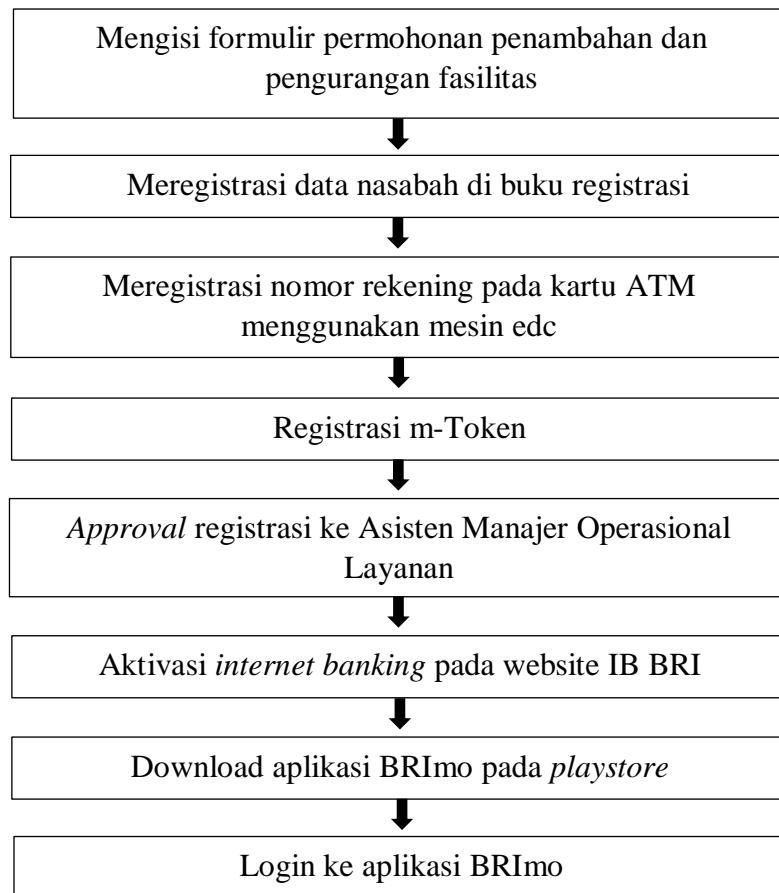 Mengisi formulir permohonan penambahan dan
pengurangan fasilitas
Meregistrasi data nasabah di buku registrasi
Meregistrasi nomor rekening pada kartu ATM
menggunakan mesin edc
Registrasi m-Token
Approval registrasi ke Asisten Manajer Operasional
Layanan
Aktivasi internet banking pada website IB BRI
Download aplikasi BRImo pada playstore
Login ke aplikasi BRImo